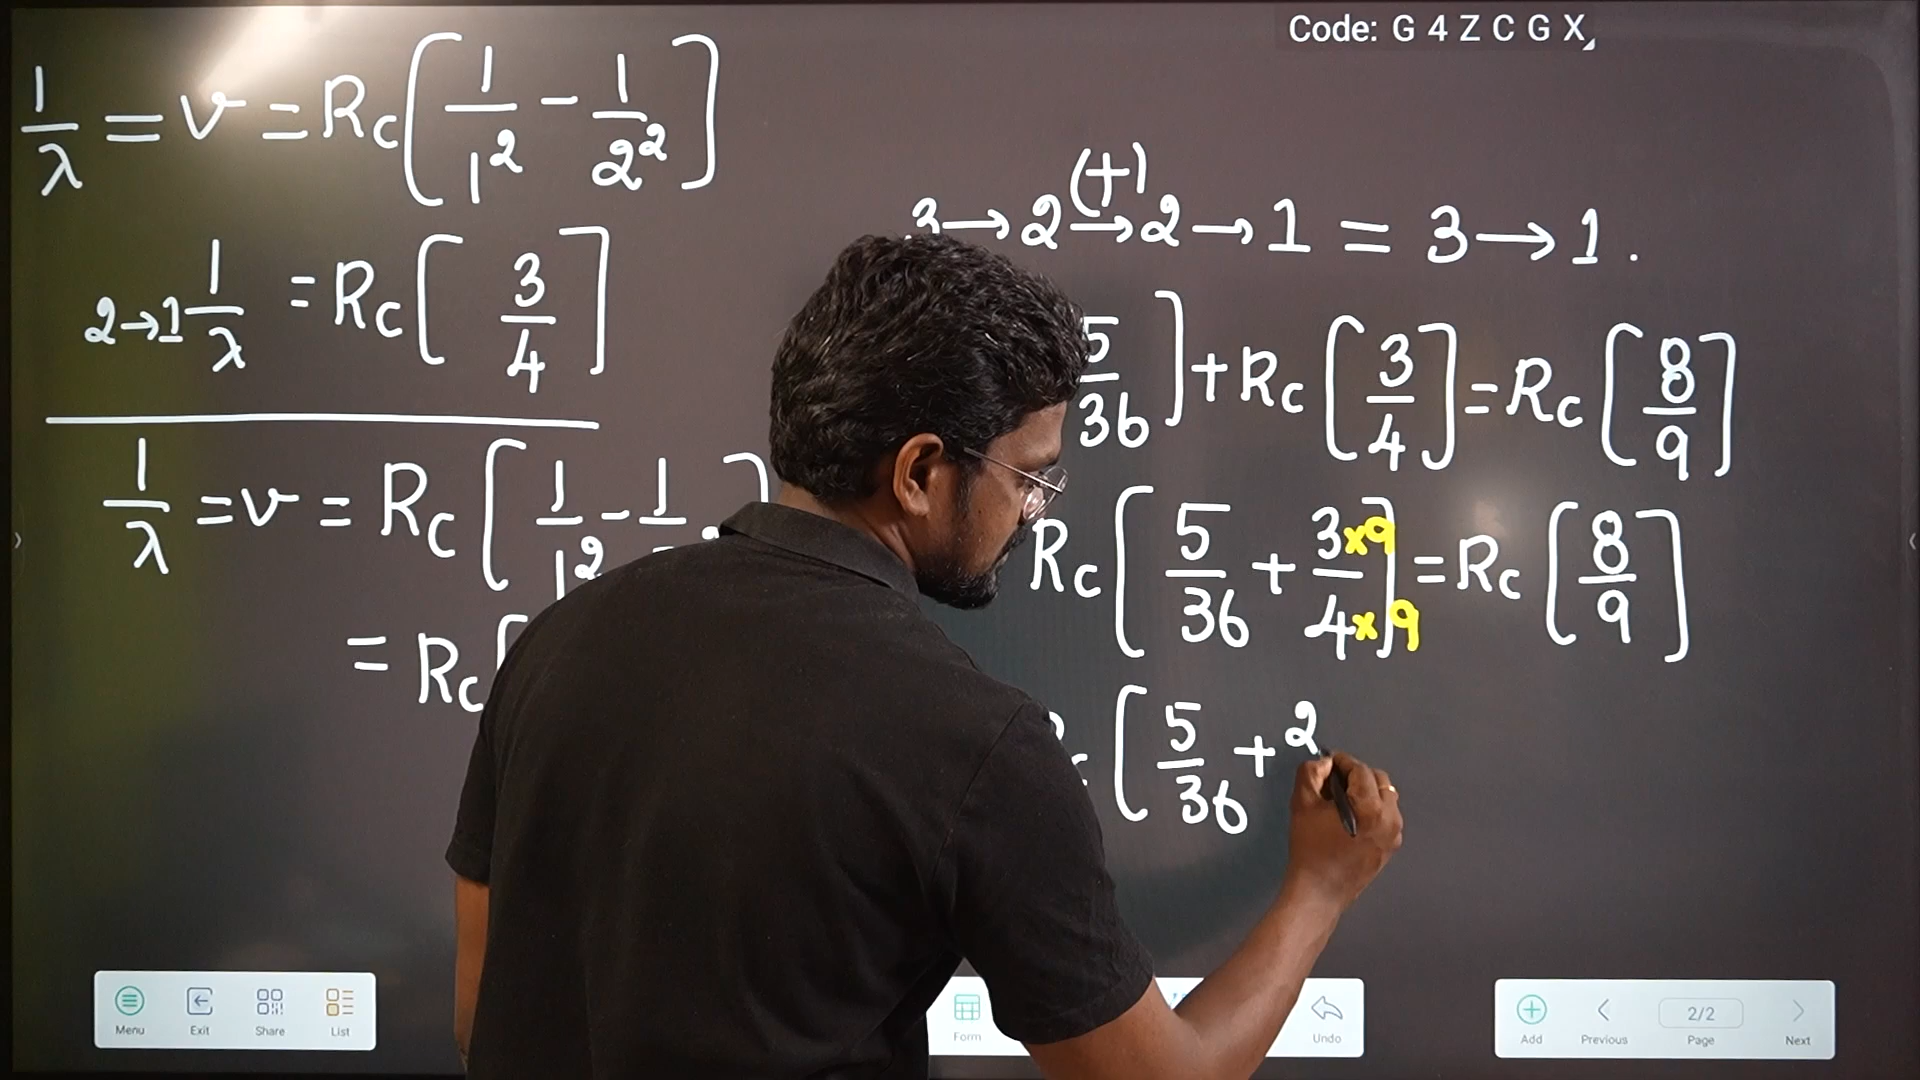 Code: G 4 Z C G X
1/λ = v = Rc [1/1² - 1/2²]
2→1 1/λ = Rc [3/4]
1/λ = v = Rc [1/1² - 1/
= Rc [
3→2 (+)→ 2→1 = 3→1.
5/36] + Rc [3/4] = Rc [8/9]
Rc [5/36 + 3×9/4×9] = Rc [8/9]
c [5/36 + 2
Menu Exit Share List
Form Undo
Add Previous 2/2 Page Next